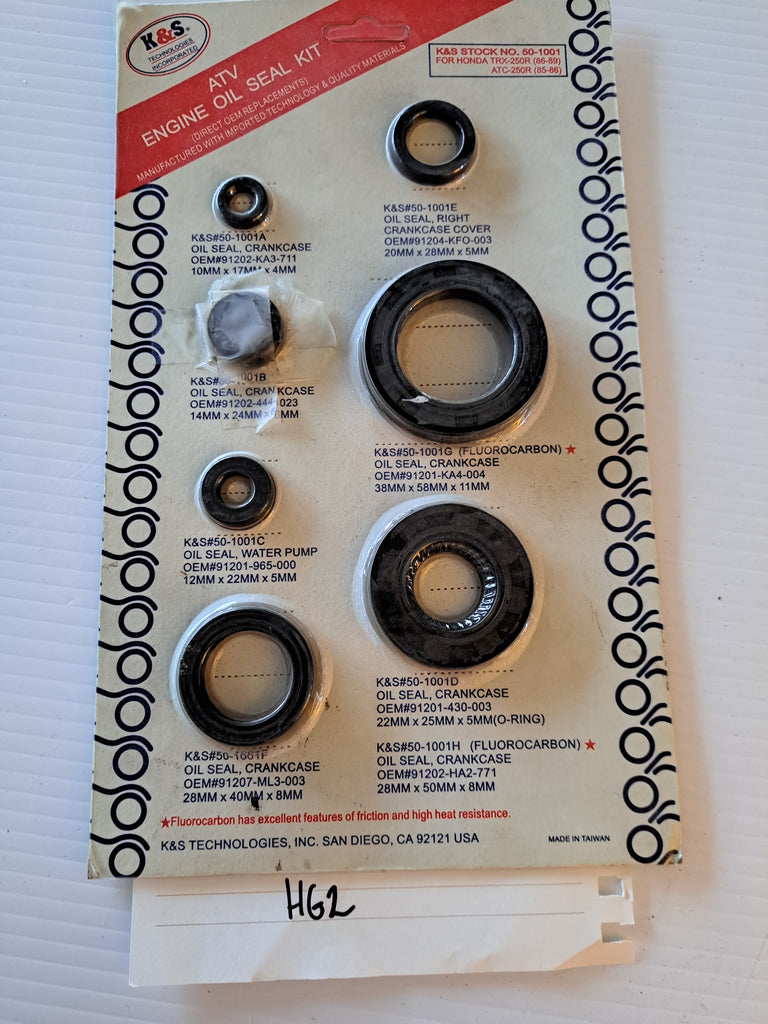 K&S®
TECHNOLOGIES
INCORPORATED
ATV
ENGINE OIL SEAL KIT
(DIRECT OEM REPLACEMENTS)
MANUFACTURED WITH IMPORTED TECHNOLOGY & QUALITY MATERIALS
K&S STOCK NO. 50-1001
FOR HONDA TRX-250R (86-89)
ATC-250R (85-86)
K&S#50-1001A
OIL SEAL, CRANKCASE
OEM#91202-KA3-711
10MM x 17MM x 4MM
K&S#50-1001E
OIL SEAL, RIGHT
CRANKCASE COVER
OEM#91204-KFO-003
20MM x 28MM x 5MM
K&S#50-1001B
OIL SEAL, CRANKCASE
OEM#91202-444-023
14MM x 24MM x MM
K&S#50-1001G (FLUOROCARBON) ★
OIL SEAL, CRANKCASE
OEM#91201-KA4-004
38MM x 58MM x 11MM
K&S#50-1001C
OIL SEAL, WATER PUMP
OEM#91201-965-000
12MM x 22MM x 5MM
K&S#50-1001D
OIL SEAL, CRANKCASE
OEM#91201-430-003
22MM x 25MM x 5MM(O-RING)
K&S#50-1001F
OIL SEAL, CRANKCASE
OEM#91207-ML3-003
28MM x 40MM x 8MM
K&S#50-1001H (FLUOROCARBON) ★
OIL SEAL, CRANKCASE
OEM#91202-HA2-771
28MM x 50MM x 8MM
★Fluorocarbon has excellent features of friction and high heat resistance.
K&S TECHNOLOGIES, INC. SAN DIEGO, CA 92121 USA
MADE IN TAIWAN
HG2